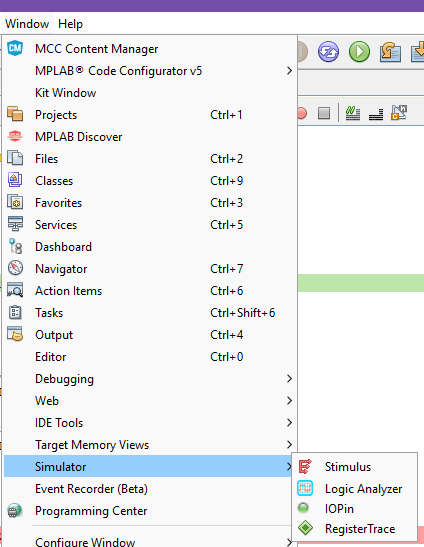 Window Help
MCC Content Manager
MPLAB® Code Configurator v5
Kit Window
Projects Ctrl+1
MPLAB Discover
Files Ctrl+2
Classes Ctrl+9
Favorites Ctrl+3
Services Ctrl+5
Dashboard
Navigator Ctrl+7
Action Items Ctrl+6
Tasks Ctrl+Shift+6
Output Ctrl+4
Editor Ctrl+0
Debugging
Web
IDE Tools
Target Memory Views
Simulator
Stimulus
Logic Analyzer
IOPin
RegisterTrace
Event Recorder (Beta)
Programming Center
Configure Window